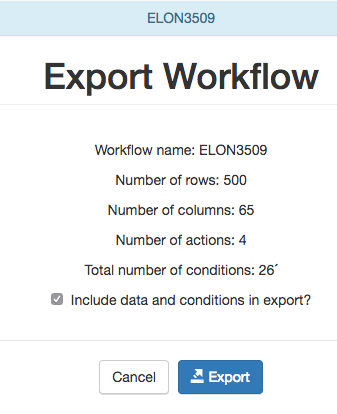 ELON3509
Export Workflow
Workflow name: ELON3509
Number of rows: 500
Number of columns: 65
Number of actions: 4
Total number of conditions: 26´
Include data and conditions in export?
Cancel
Export